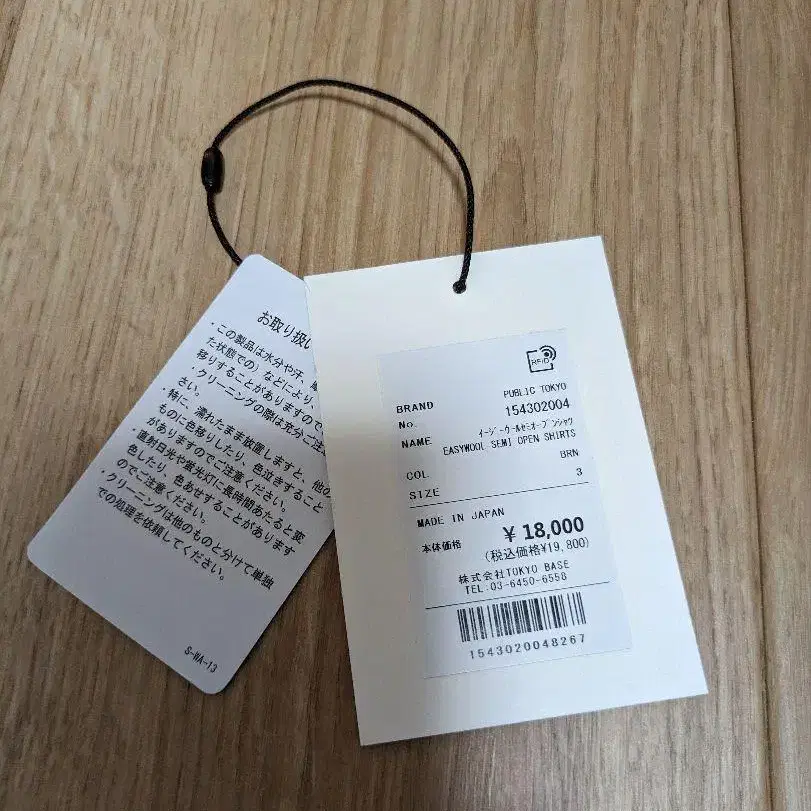 お取り扱い
・この製品は水分や汗、
た状態での）などにより、
移りすることがありますので
・クリーニングの際は充分ご注
さい。
・特に、濡れたまま放置しますと、他の
ものに色移りしたり、色泣きすること
がありますのでご注意ください。
・直射日光や蛍光灯に長時間あたると変
色したり、色あせすることがあります
のでご注意ください。
・クリーニングは他のものと分けて単独
での処理を依頼してください。
S-WA-13
RFID
BRAND PUBLIC TOKYO
No. 154302004
NAME イージーウールセミオープンシャツ
EASYWOOL SEMI OPEN SHIRTS
COL BRN
SIZE 3
MADE IN JAPAN
本体価格 ¥ 18,000
(税込価格¥19,800)
株式会社TOKYO BASE
TEL:03-6450-6558
1543020048267